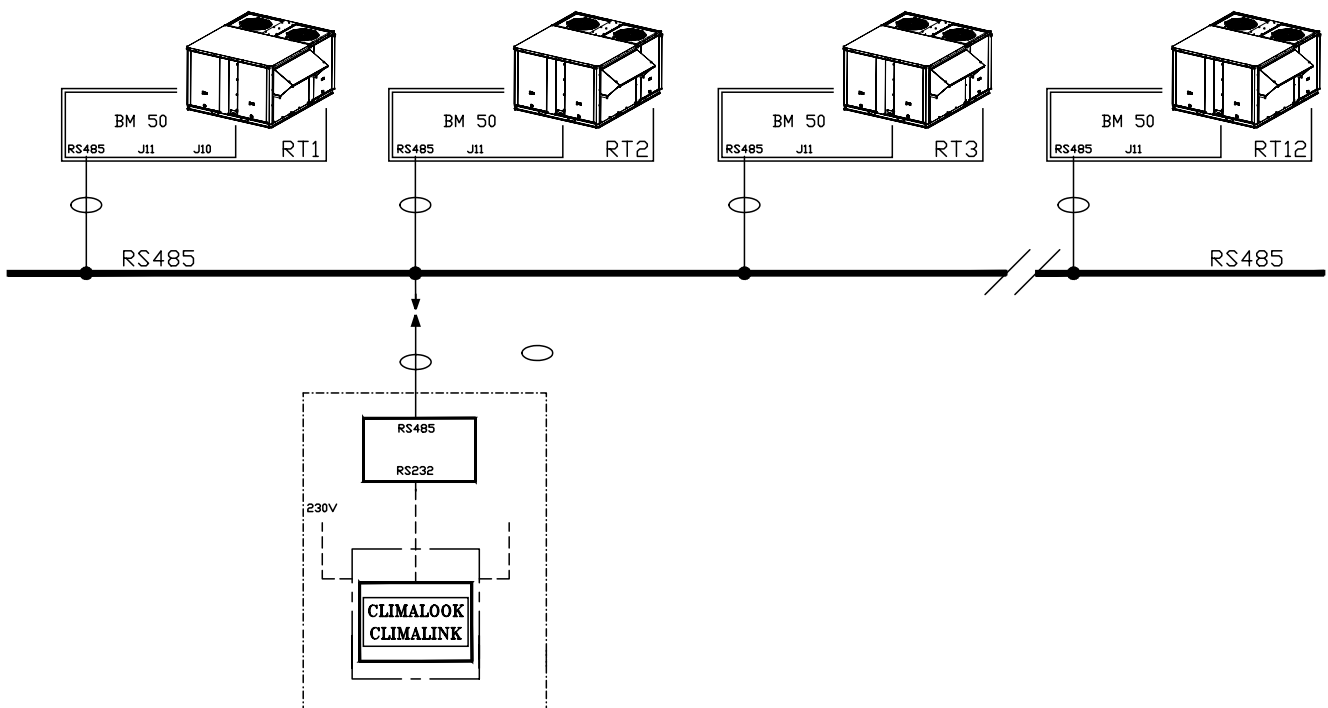 BM 50
RS485 J11 J10 RT1
BM 50
RS485 J11 RT2
BM 50
RS485 J11 RT3
BM 50
RS485 J11 RT12
RS485
RS485
RS485
RS232
230V
CLIMALOOK
CLIMALINK